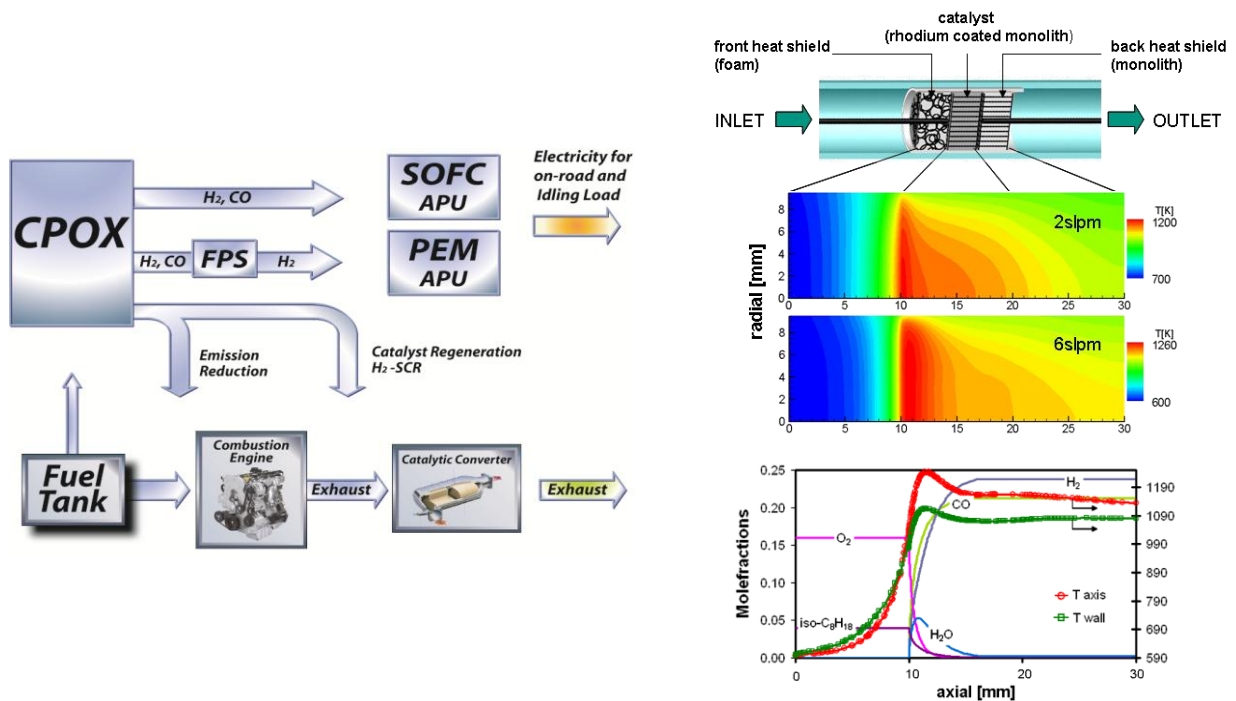 CPOX
H₂, CO
H₂, CO
FPS
H₂
SOFC
APU
PEM
APU
Electricity for
on-road and
Idling Load
Emission
Reduction
Catalyst Regeneration
H₂ -SCR
Fuel
Tank
Combustion
Engine
Exhaust
Catalytic Converter
Exhaust
catalyst
(rhodium coated monolith)
front heat shield
(foam)
back heat shield
(monolith)
INLET
OUTLET
radial [mm]
8
6
4
2
0
2slpm
T[K]
1200
700
0 5 10 15 20 25 30
8
6
4
2
0
6slpm
T[K]
1260
600
0 5 10 15 20 25 30
Molefractions
0.25
0.20
0.15
0.10
0.05
0.00
H₂
CO
O₂
iso-C₈H₁₈
H₂O
T axis
T wall
1190
1090
990
890
790
690
590
0 10 20 30
axial [mm]